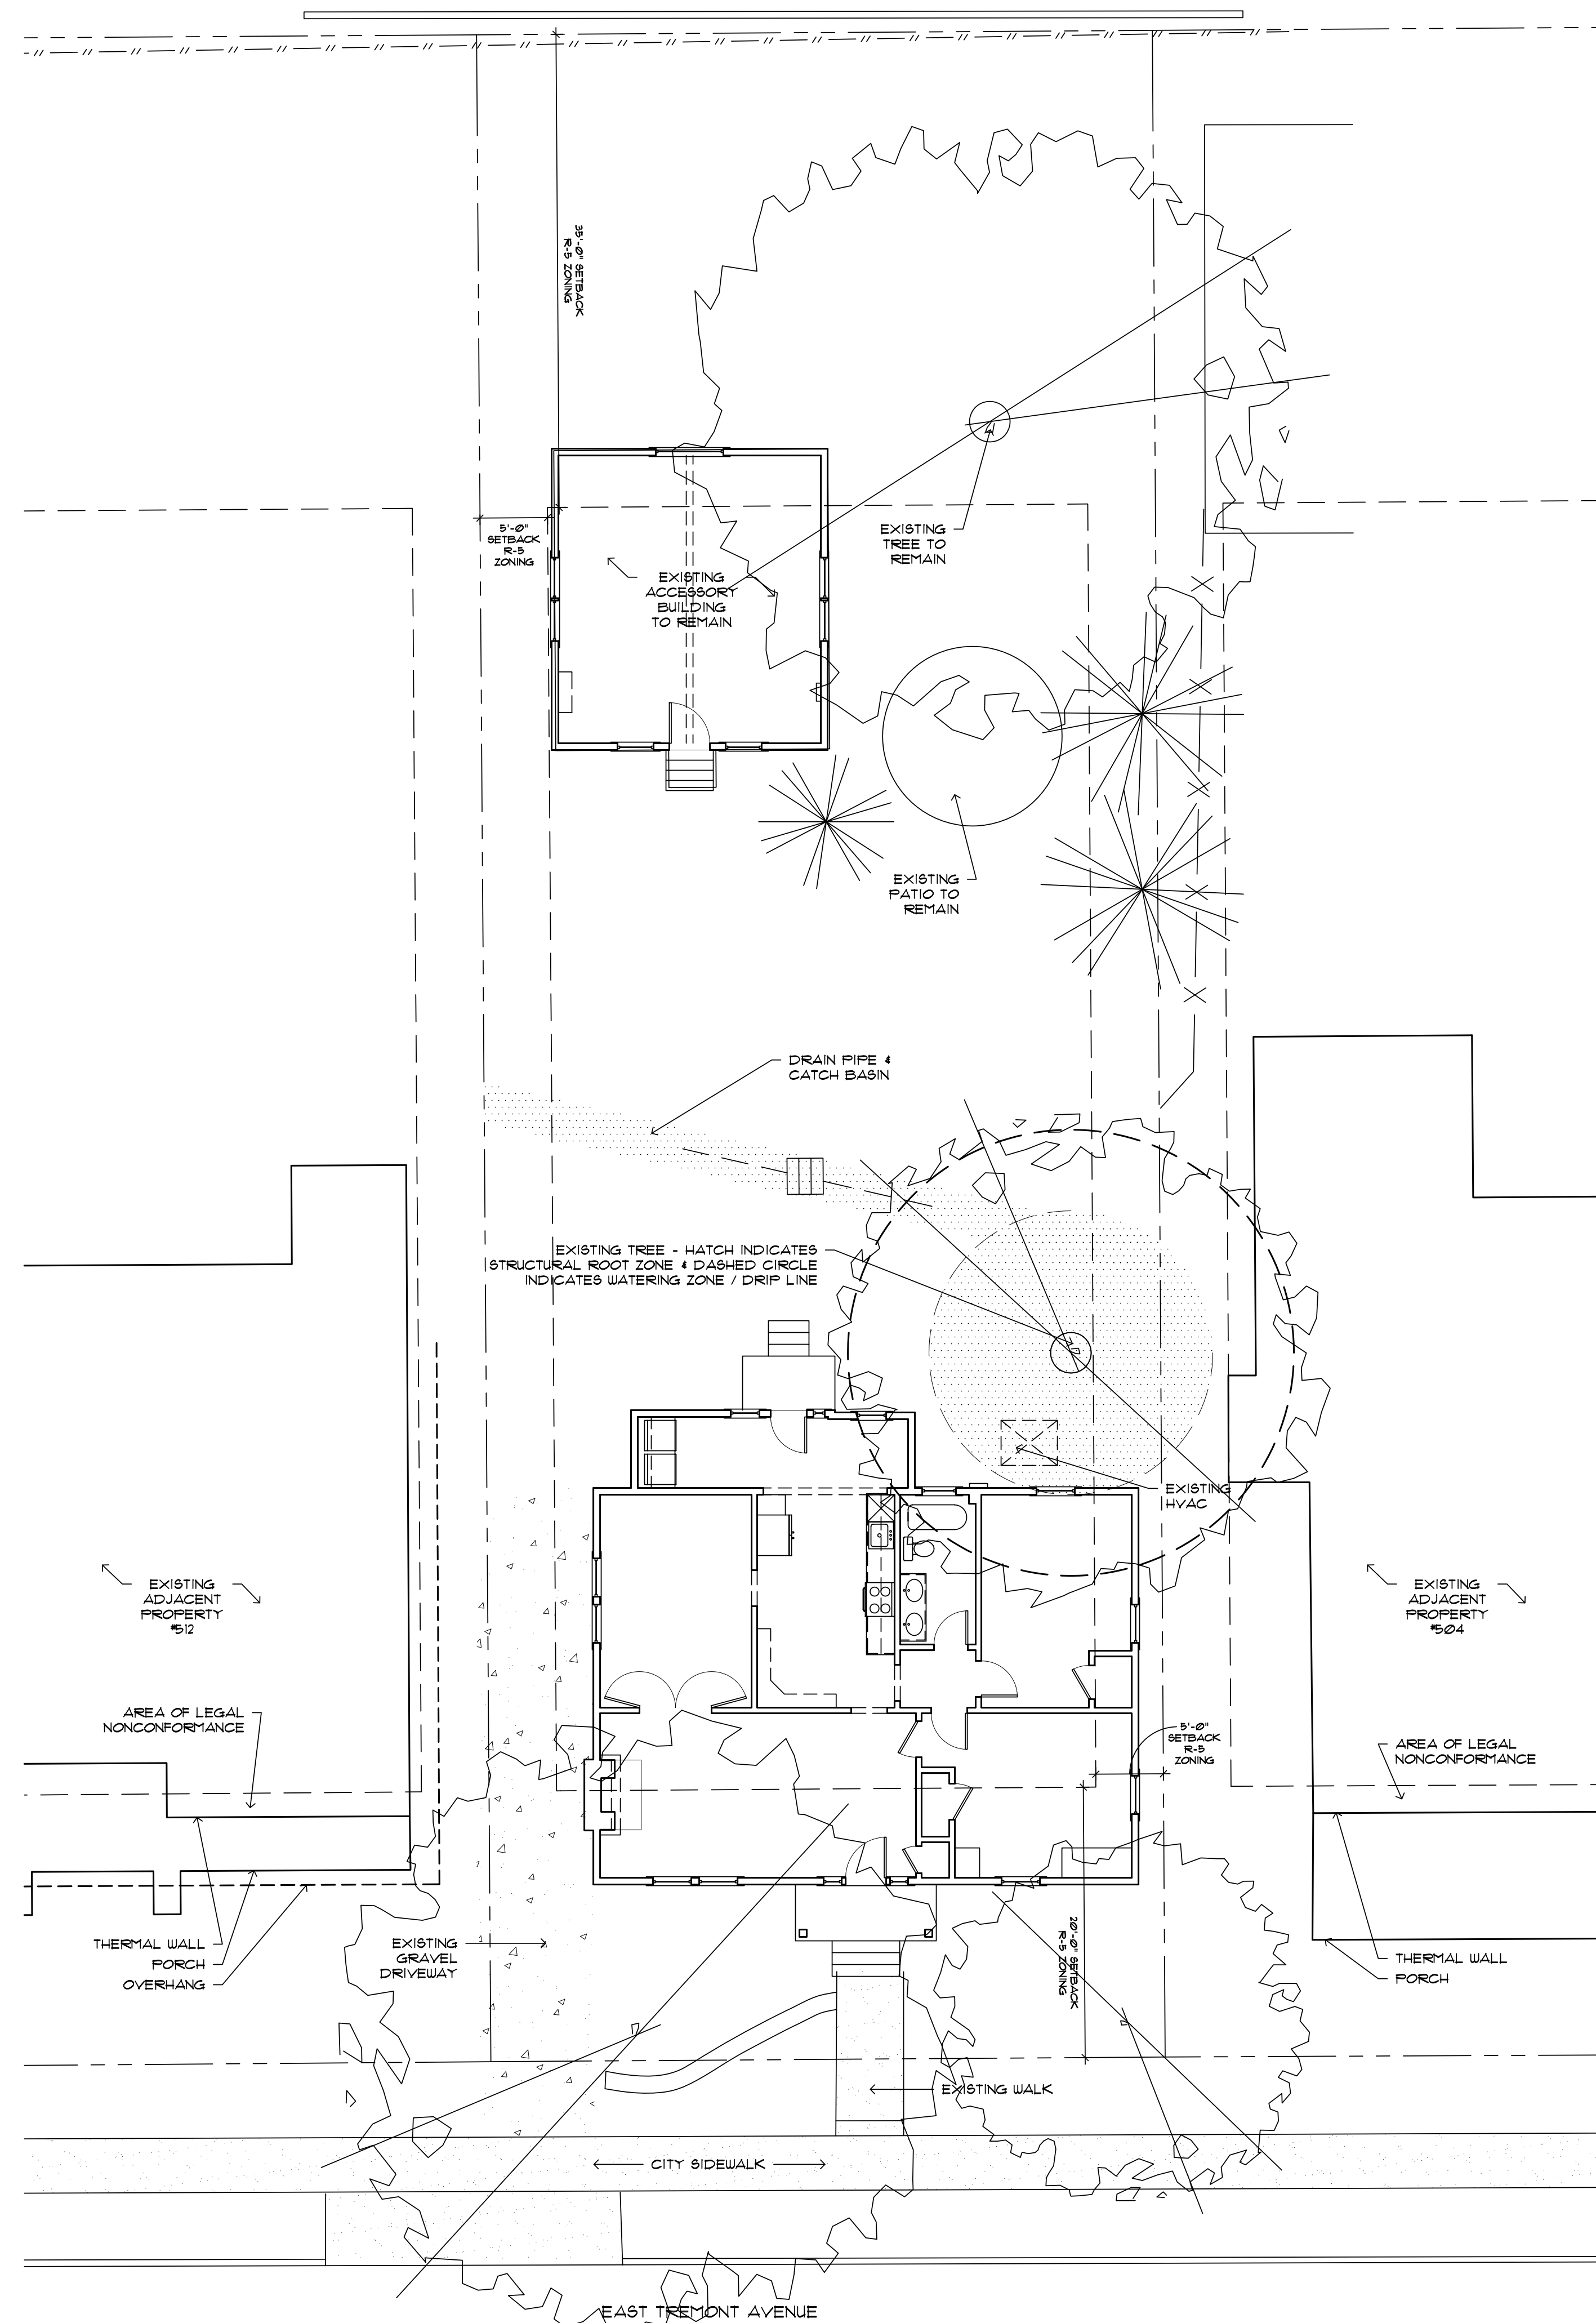 35'-0" SETBACK
R-5 ZONING
5'-0"
SETBACK
R-5
ZONING
EXISTING
TREE TO
REMAIN
EXISTING
ACCESSORY
BUILDING
TO REMAIN
EXISTING
PATIO TO
REMAIN
DRAIN PIPE &
CATCH BASIN
EXISTING TREE - HATCH INDICATES
STRUCTURAL ROOT ZONE & DASHED CIRCLE
INDICATES WATERING ZONE / DRIP LINE
EXISTING
HVAC
EXISTING
ADJACENT
PROPERTY
#512
EXISTING
ADJACENT
PROPERTY
#504
AREA OF LEGAL
NONCONFORMANCE
5'-0"
SETBACK
R-5
ZONING
AREA OF LEGAL
NONCONFORMANCE
THERMAL WALL
PORCH
OVERHANG
EXISTING
GRAVEL
DRIVEWAY
20'-0" SETBACK
R-5 ZONING
THERMAL WALL
PORCH
EXISTING WALK
CITY SIDEWALK
EAST TREMONT AVENUE